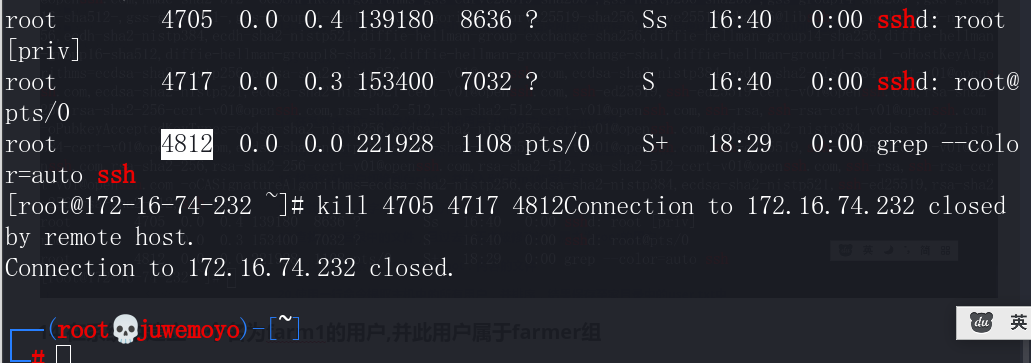 root 4705 0.0 0.4 139180 8636 ? Ss 16:40 0:00 sshd: root
[priv]
root 4717 0.0 0.3 153400 7032 ? S 16:40 0:00 sshd: root@
pts/0
root 4812 0.0 0.0 221928 1108 pts/0 S+ 18:29 0:00 grep --colo
r=auto ssh
[root@172-16-74-232 ~]# kill 4705 4717 4812Connection to 172.16.74.232 closed
by remote host.
Connection to 172.16.74.232 closed.
┌──(root💀juwemoyo)-[~]
└─#
arm1的用户,并此用户属于farmer组
du 英